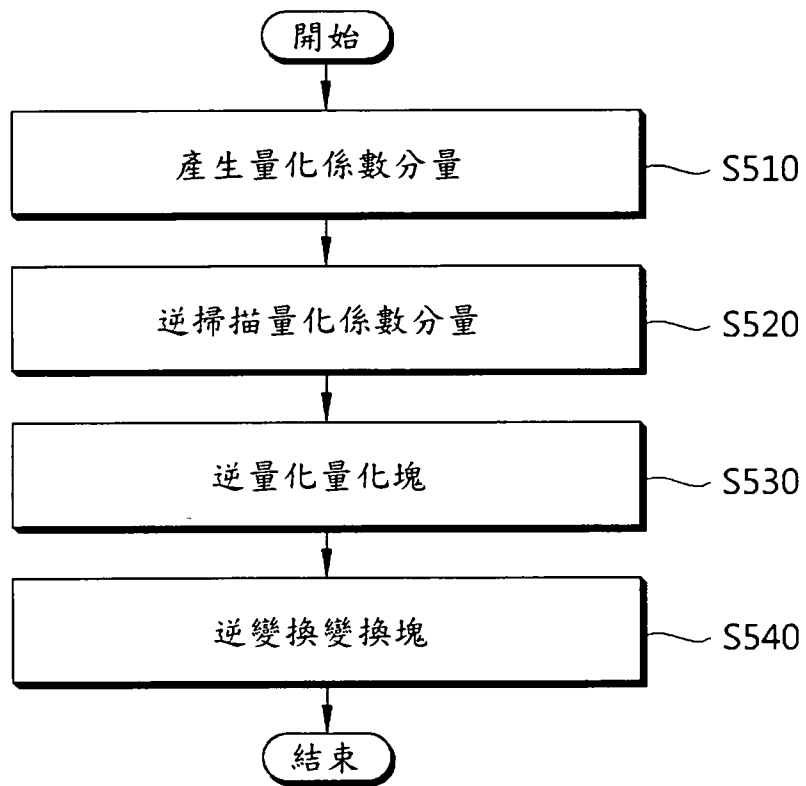 開始
產生量化係數分量
S510
逆掃描量化係數分量
S520
逆量化量化塊
S530
逆變換變換塊
S540
結束